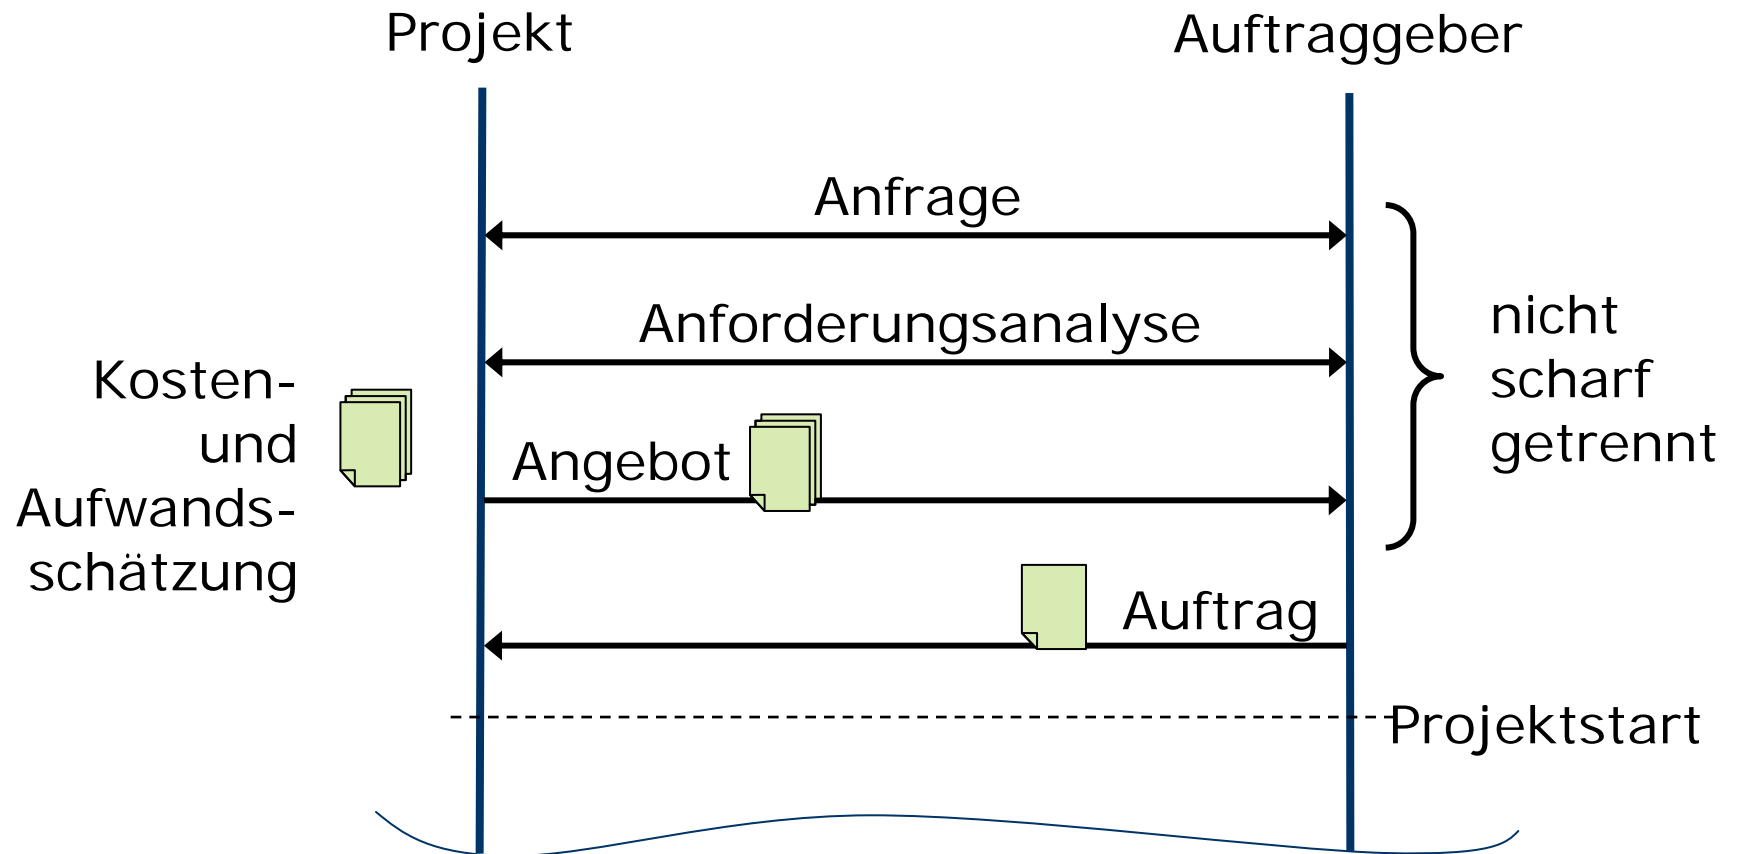 Projekt
Auftraggeber
Anfrage
Anforderungsanalyse
nicht
scharf
getrennt
Kosten-
und
Aufwands-
schätzung
Angebot
Auftrag
Projektstart